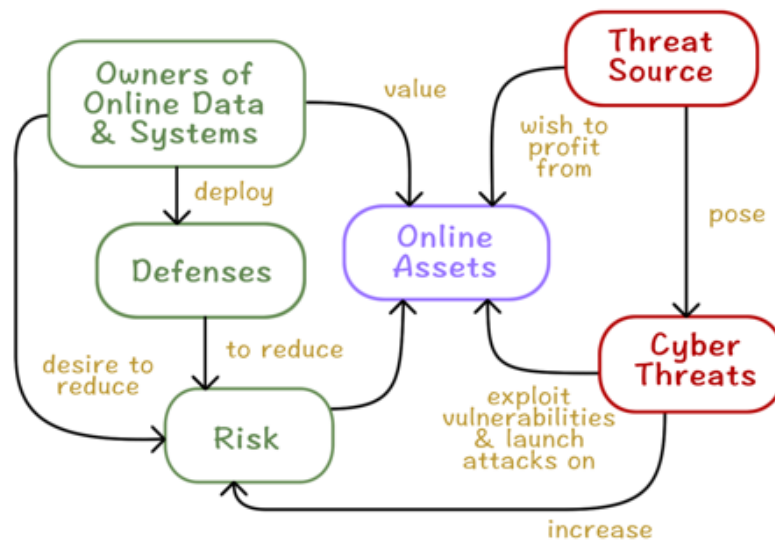 Threat
Source
Owners of
Online Data
& Systems
value
wish to
profit
from
deploy
pose
Online
Assets
Defenses
Cyber
Threats
to reduce
desire to
reduce
exploit
vulnerabilities
& launch
attacks on
Risk
increase